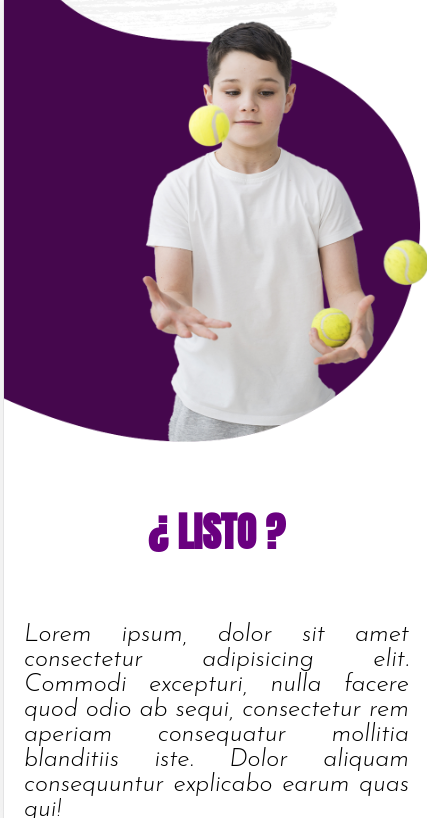 ¿ LISTO ?
Lorem ipsum, dolor sit amet
consectetur adipisicing elit.
Commodi excepturi, nulla facere
quod odio ab sequi, consectetur rem
aperiam consequatur mollitia
blanditiis iste. Dolor aliquam
consequuntur explicabo earum quas
qui!